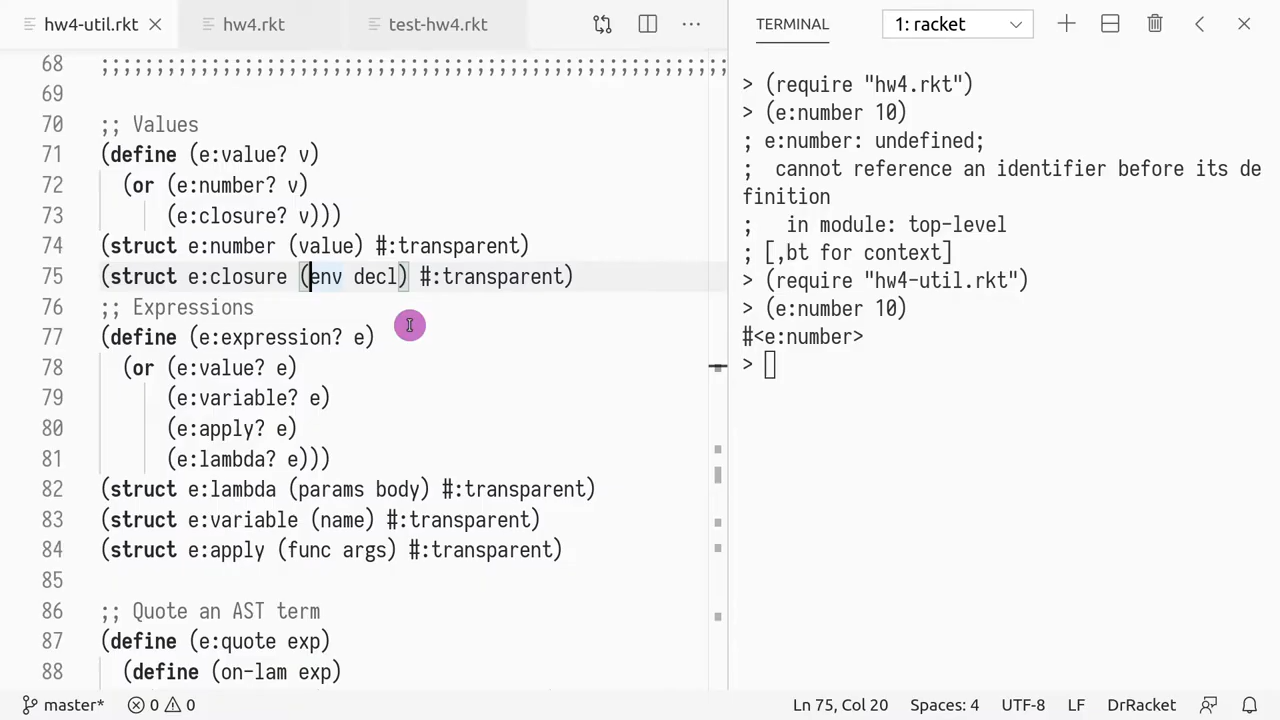 hw4-util.rkt
hw4.rkt
test-hw4.rkt
68 ;;;;;;;;;;;;;;;;;;;;;;;;;;;;;;;;;;;;;;;;;;;;;;;;;;;;;;;;;
69
70 ;; Values
71 (define (e:value? v)
72 (or (e:number? v)
73 (e:closure? v)))
74 (struct e:number (value) #:transparent)
75 (struct e:closure (env decl) #:transparent)
76 ;; Expressions
77 (define (e:expression? e)
78 (or (e:value? e)
79 (e:variable? e)
80 (e:apply? e)
81 (e:lambda? e)))
82 (struct e:lambda (params body) #:transparent)
83 (struct e:variable (name) #:transparent)
84 (struct e:apply (func args) #:transparent)
85
86 ;; Quote an AST term
87 (define (e:quote exp)
88 (define (on-lam exp)
TERMINAL
1: racket
> (require "hw4.rkt")
> (e:number 10)
; e:number: undefined;
;  cannot reference an identifier before its de
finition
;   in module: top-level
; [,bt for context]
> (require "hw4-util.rkt")
> (e:number 10)
#<e:number>
>
master* 0 0 Ln 75, Col 20 Spaces: 4 UTF-8 LF DrRacket